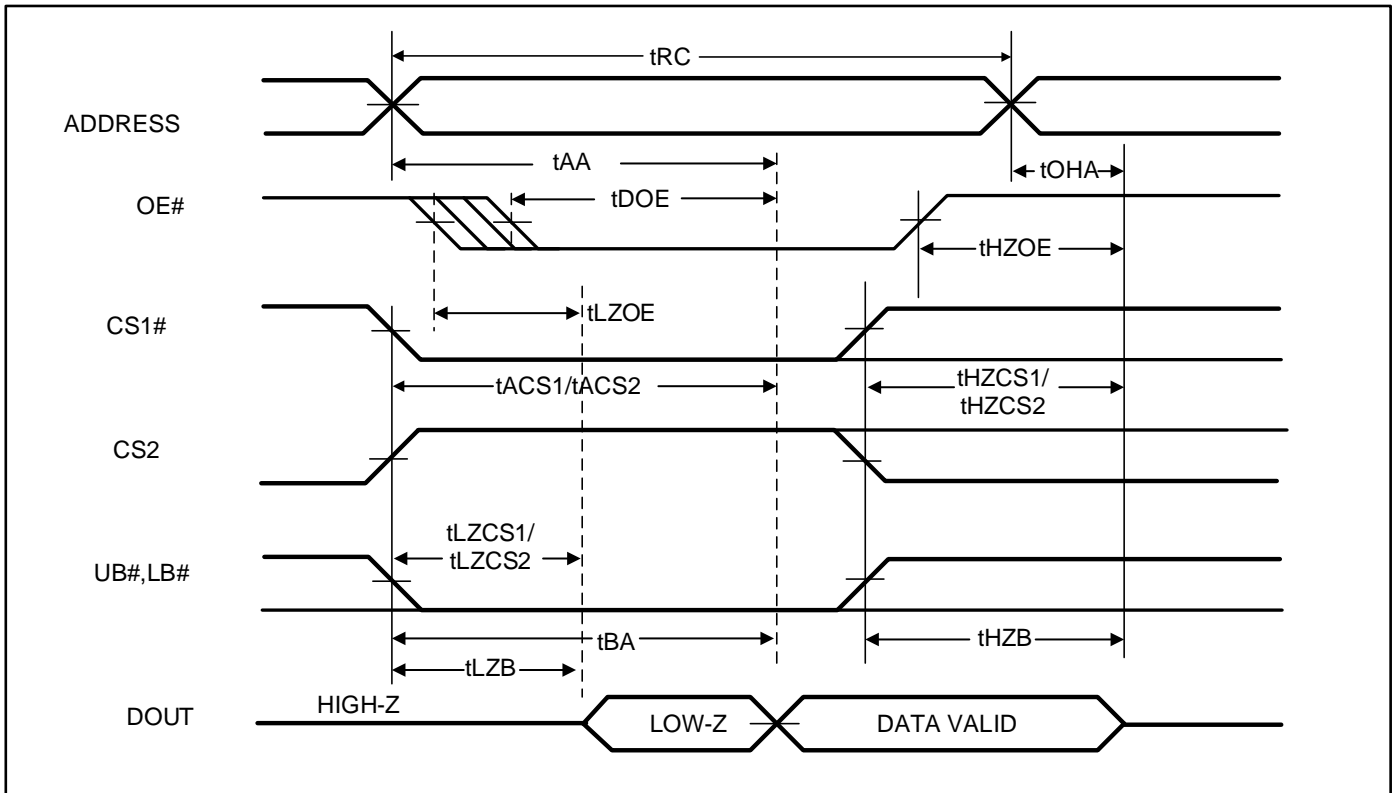 tRC
ADDRESS
tAA
tOHA
OE#
tDOE
tHZOE
tLZOE
CS1#
tACS1/tACS2
tHZCS1/
tHZCS2
CS2
tLZCS1/
tLZCS2
UB#,LB#
tBA
tHZB
tLZB
HIGH-Z
DOUT
LOW-Z
DATA VALID